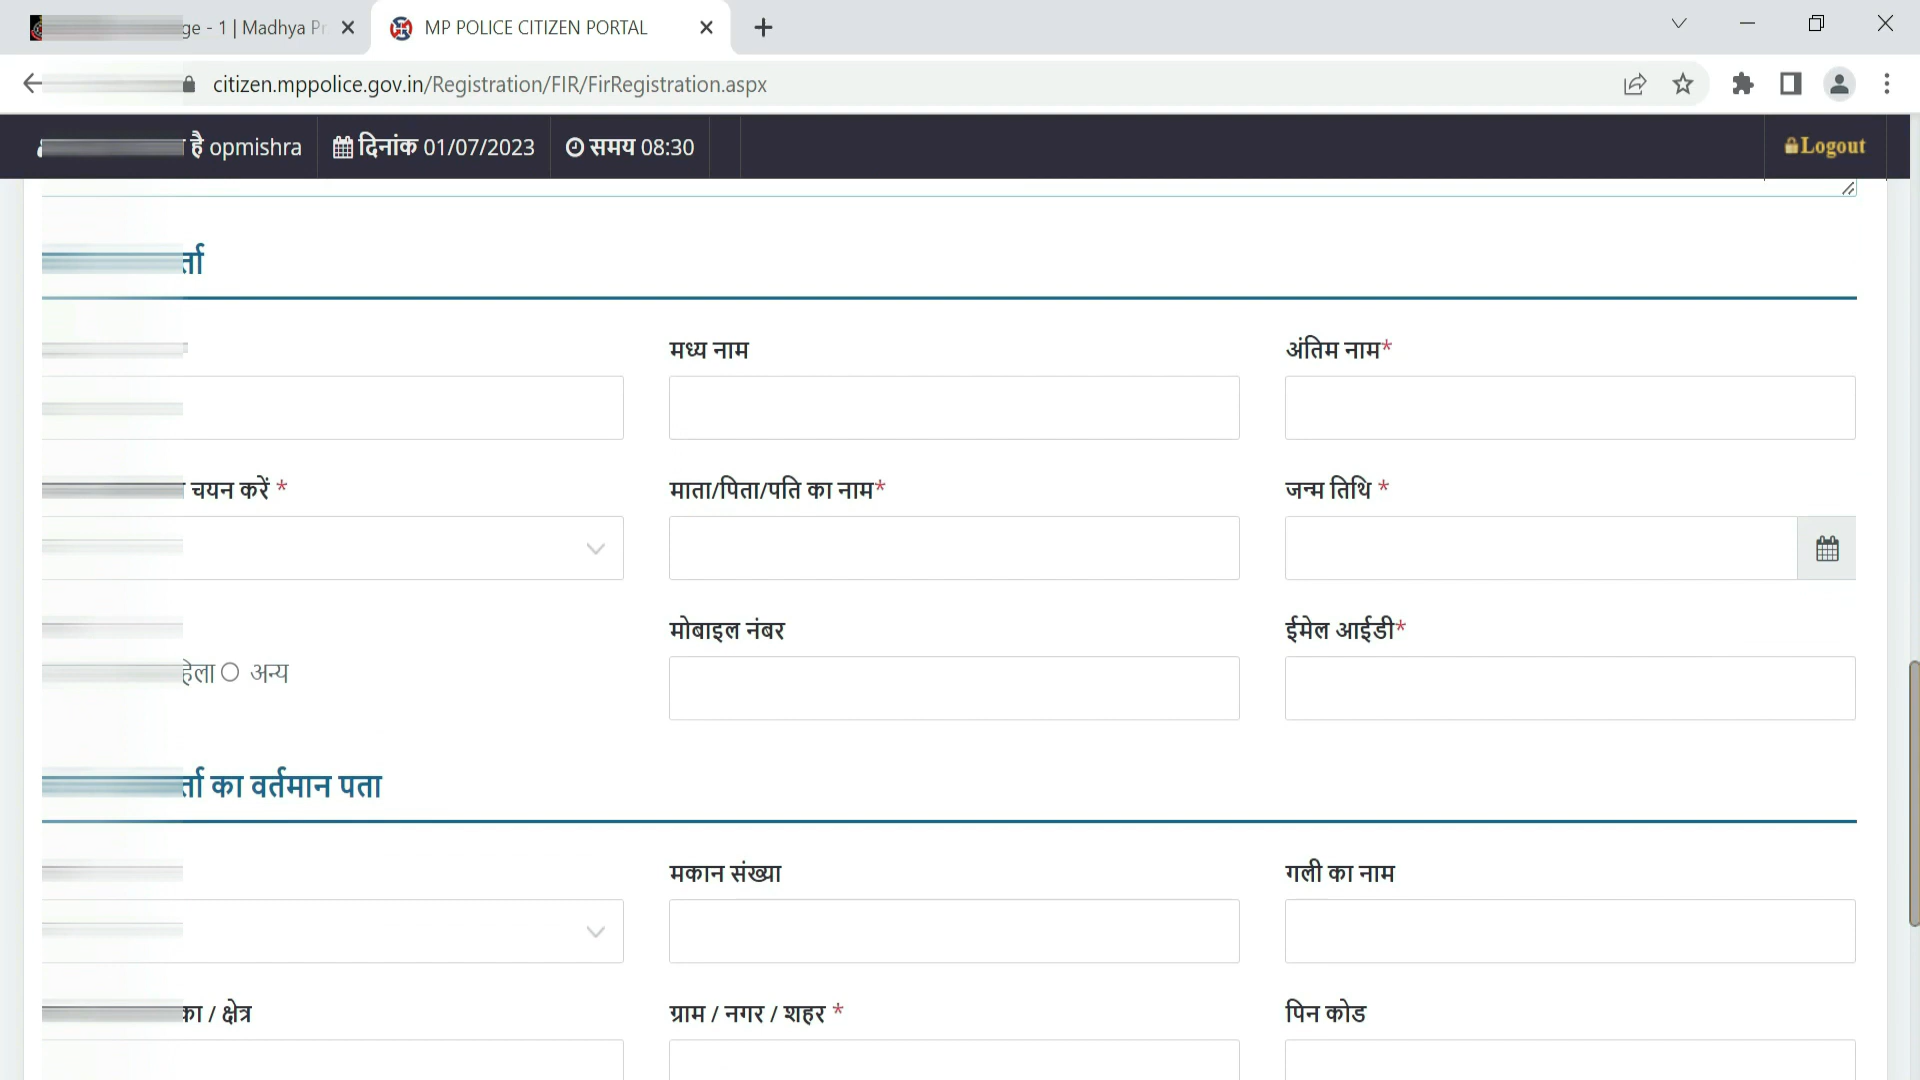 - 1 | Madhya
MP POLICE CITIZEN PORTAL
citizen.mppolice.gov.in/Registration/FIR/FirRegistration.aspx
है opmishra
दिनांक 01/07/2023
समय 08:30
Logout
मध्य नाम
अंतिम नाम*
चयन करें *
माता/पिता/पति का नाम*
जन्म तिथि *
मोबाइल नंबर
ईमेल आईडी*
अन्य
का वर्तमान पता
मकान संख्या
गली का नाम
/ क्षेत्र
ग्राम / नगर / शहर *
पिन कोड